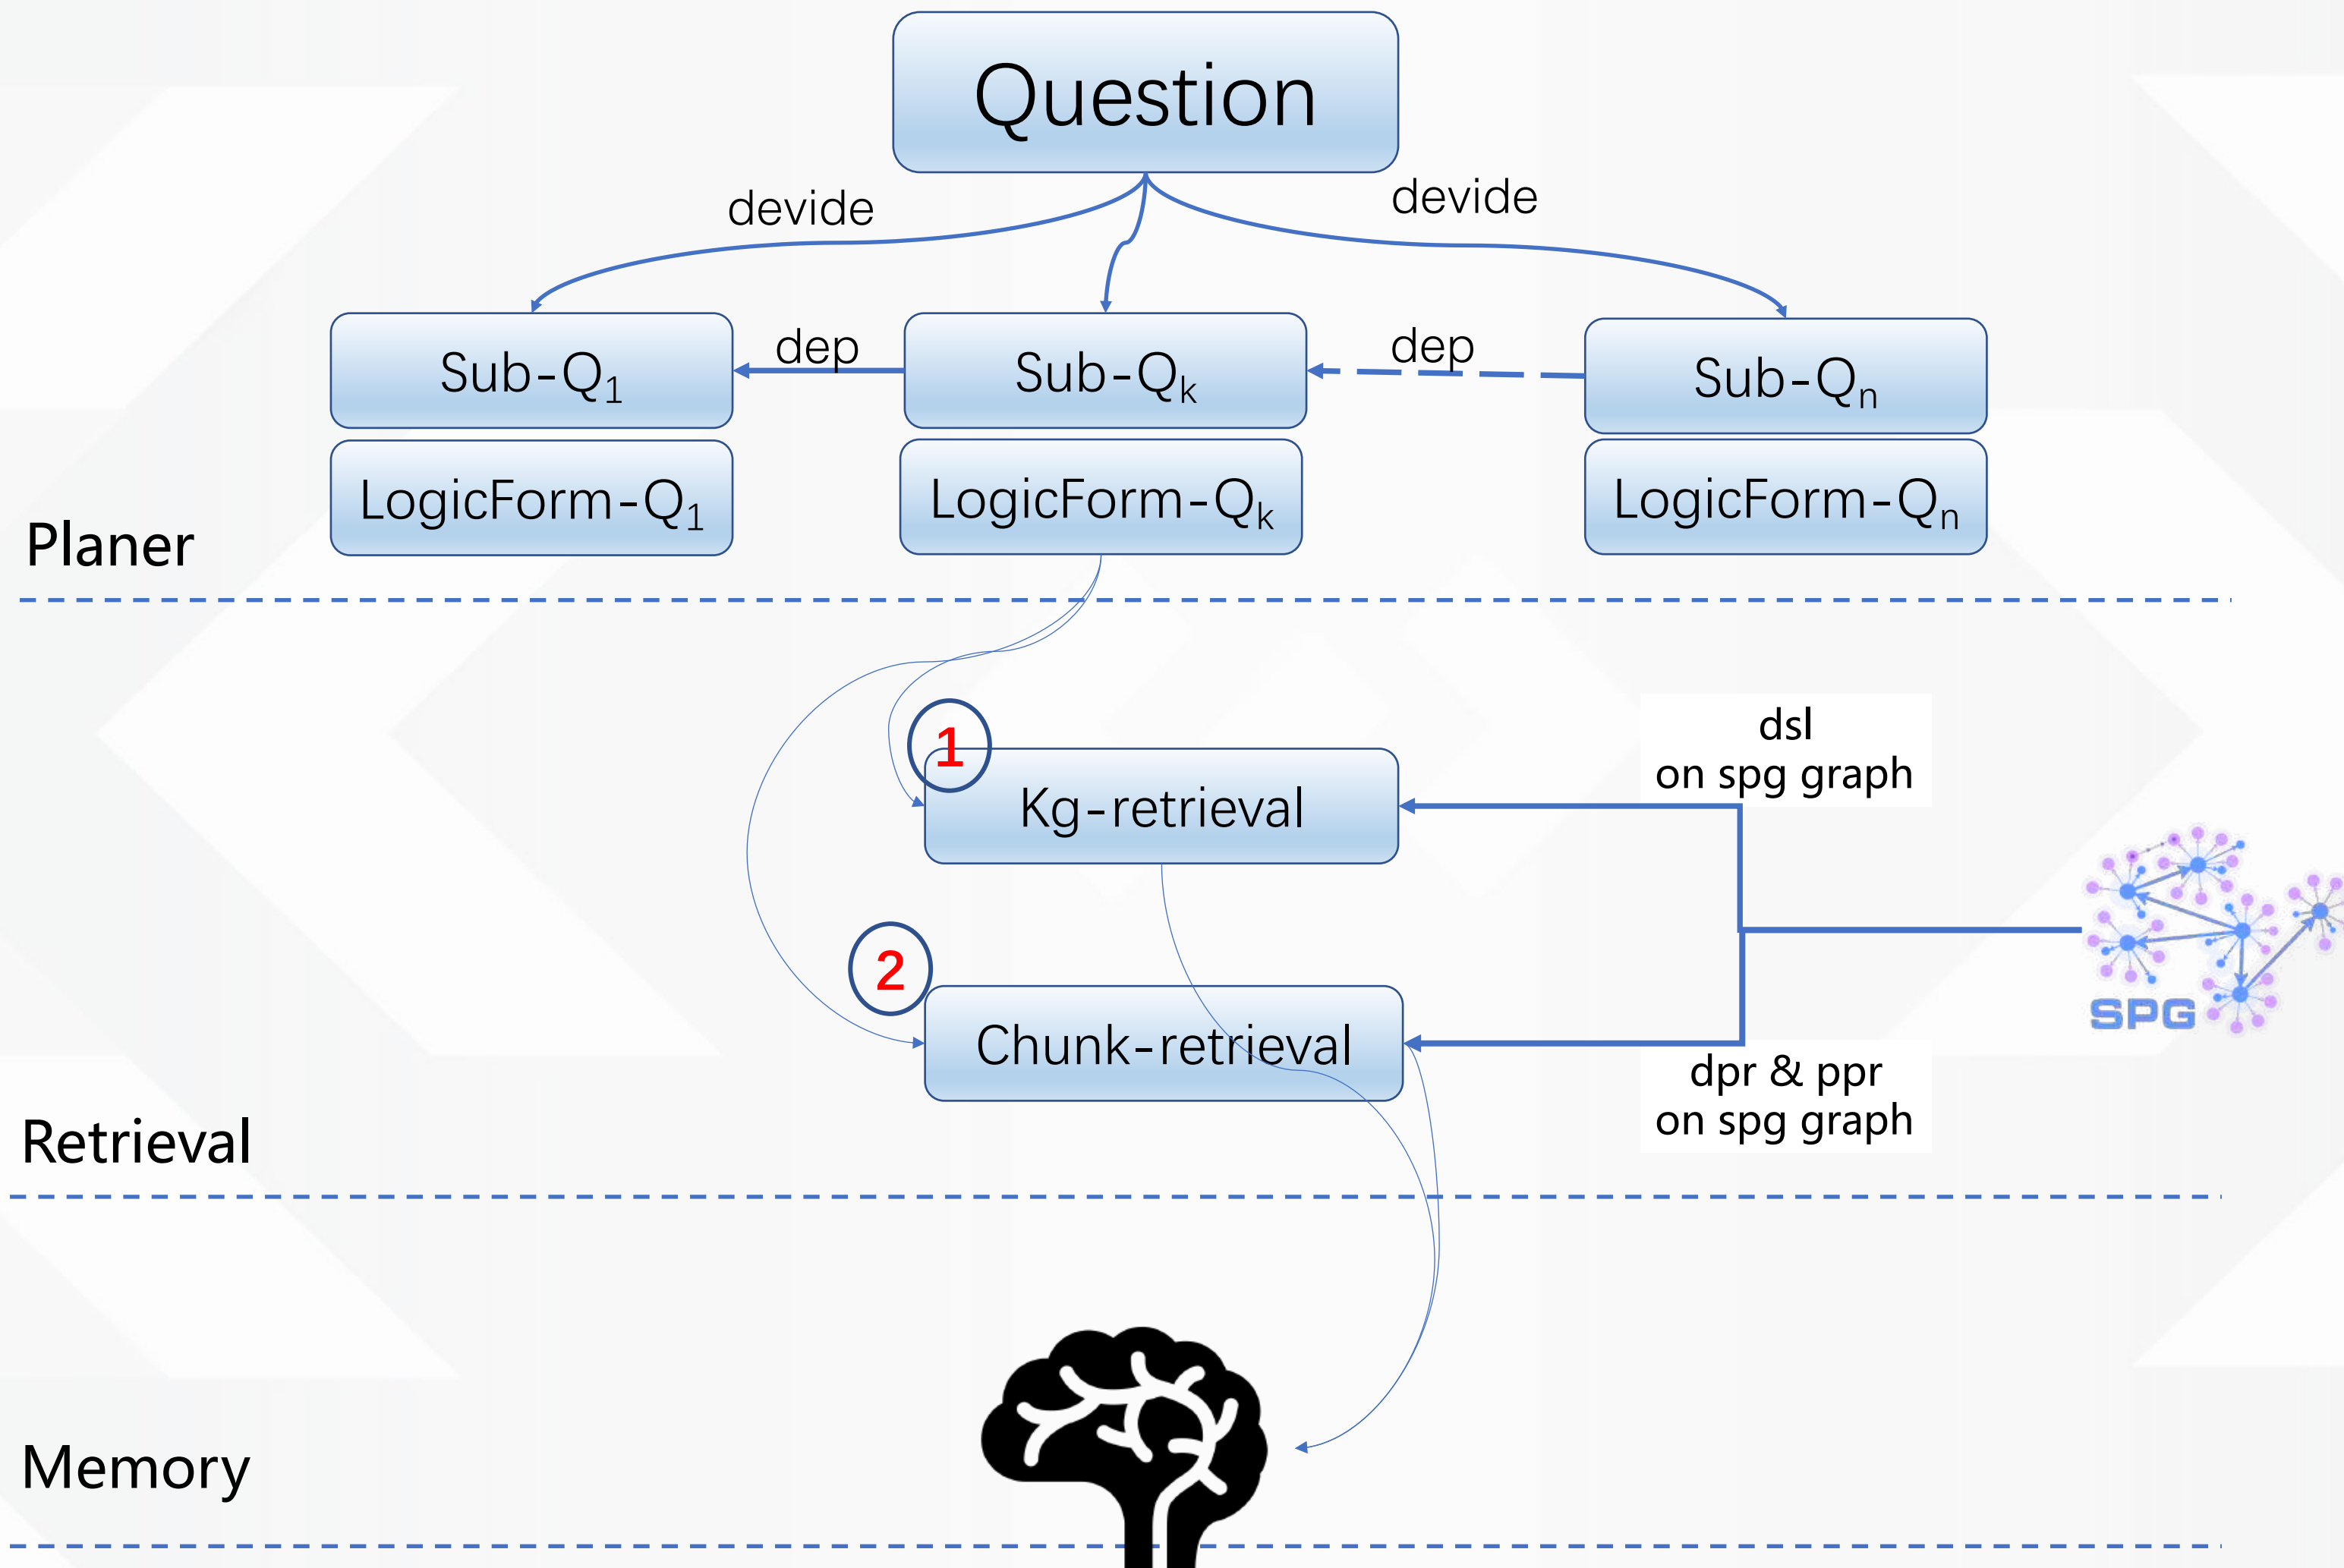 Question
devide
devide
Sub-Q1
dep
Sub-Qk
dep
Sub-Qn
LogicForm-Q1
LogicForm-Qk
LogicForm-Qn
Planer
1
Kg-retrieval
dsl
on spg graph
2
Chunk-retrieval
SPG
dpr & ppr
on spg graph
Retrieval
Memory